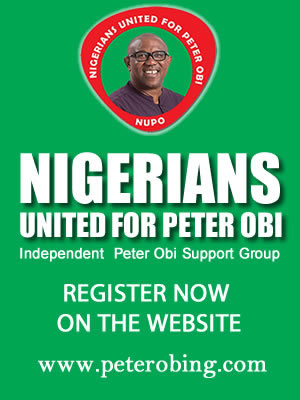 NIGERIANS UNITED FOR PETER OBI
NUPO
NIGERIANS
UNITED FOR PETER OBI
Independent Peter Obi Support Group
REGISTER NOW
ON THE WEBSITE
www.peterobing.com